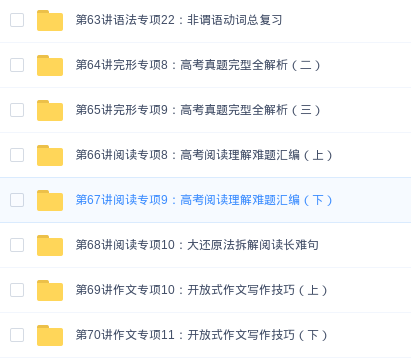 第63讲语法专项22：非谓语动词总复习
第64讲完形专项8：高考真题完型全解析（二）
第65讲完形专项9：高考真题完型全解析（三）
第66讲阅读专项8：高考阅读理解难题汇编（上）
第67讲阅读专项9：高考阅读理解难题汇编（下）
第68讲阅读专项10：大还原法拆解阅读长难句
第69讲作文专项10：开放式作文写作技巧（上）
第70讲作文专项11：开放式作文写作技巧（下）